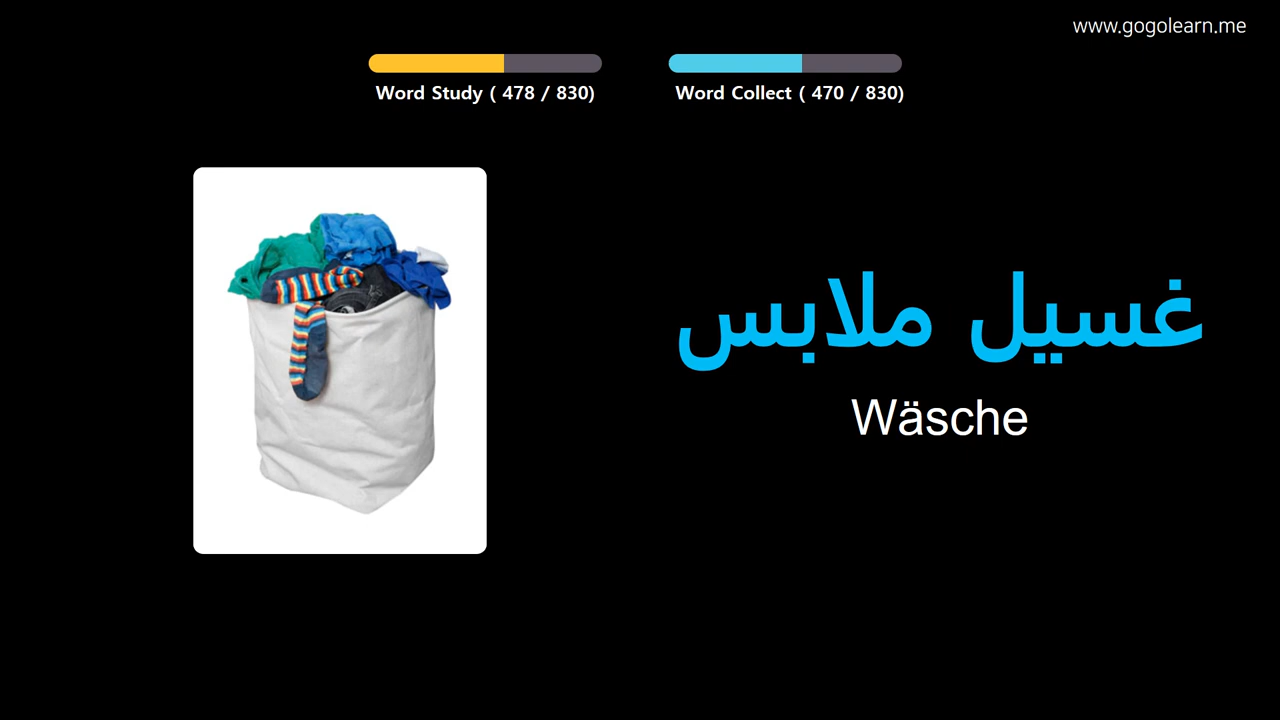 www.gogolearn.me
Word Study ( 478 / 830)
Word Collect ( 470 / 830)
غسيل ملابس
Wäsche